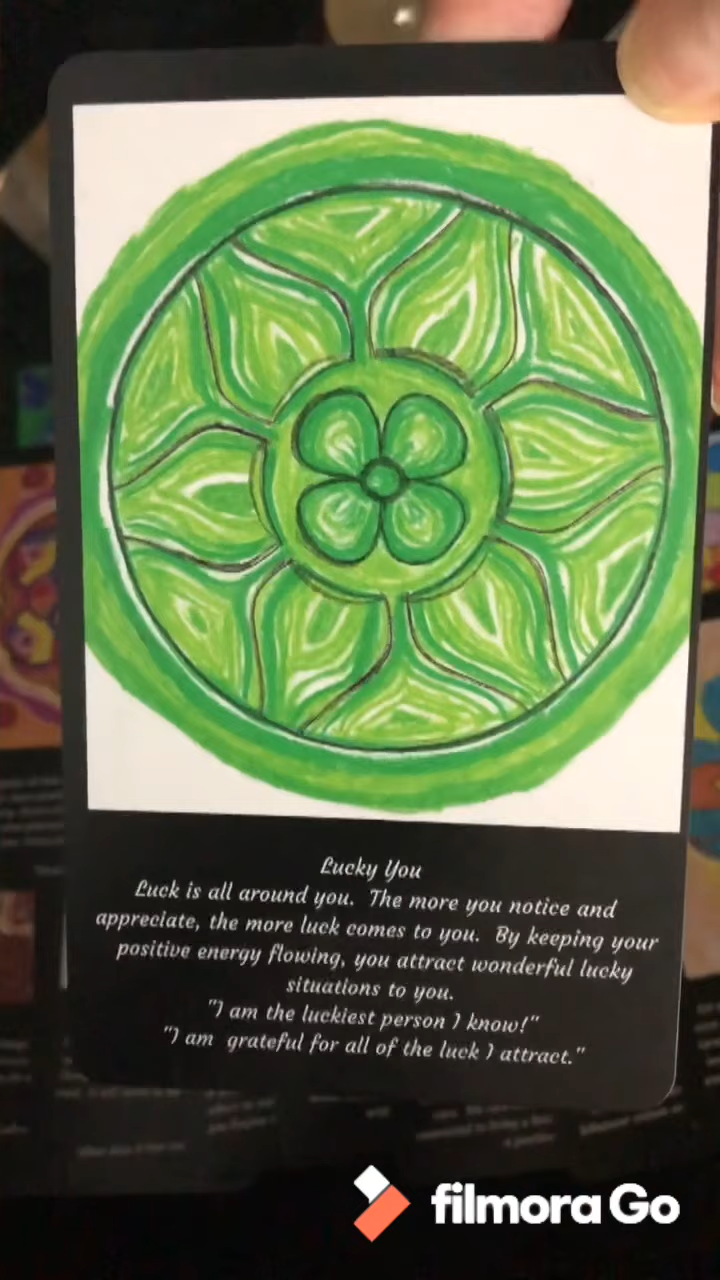 Lucky You
Luck is all around you. The more you notice and
appreciate, the more luck comes to you. By keeping your
positive energy flowing, you attract wonderful lucky
situations to you.
"I am the luckiest person I know!"
"I am grateful for all of the luck I attract."
filmora Go